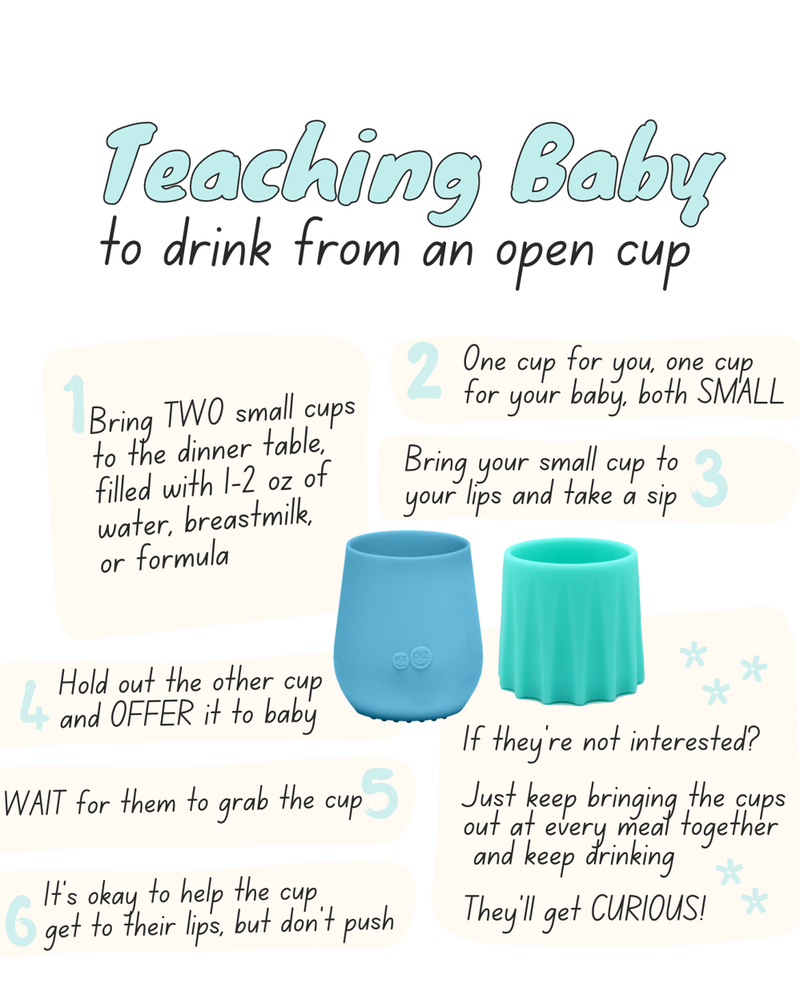 Teaching Baby
to drink from an open cup
1
Bring TWO small cups
to the dinner table,
filled with 1-2 oz of
water, breastmilk,
or formula
2
One cup for you, one cup
for your baby, both SMALL
Bring your small cup to
your lips and take a sip
3
4
Hold out the other cup
and OFFER it to baby
WAIT for them to grab the cup
5
6
It's okay to help the cup
get to their lips, but don't push
If they're not interested?
Just keep bringing the cups
out at every meal together
and keep drinking
They'll get CURIOUS!